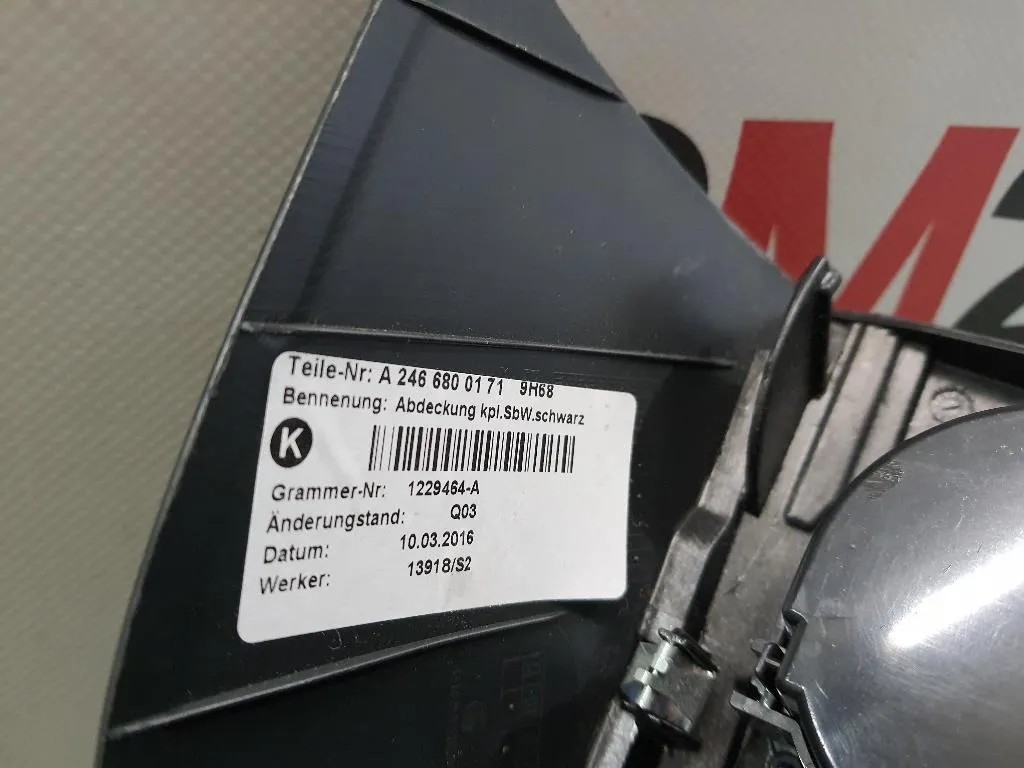 M
Teile-Nr: A 246 680 01 71 9H68
Bennenung: Abdeckung kpl.SbW.schwarz
K
Grammer-Nr: 1229464-A
Änderungstand: Q03
Datum: 10.03.2016
Werker: 13918/S2